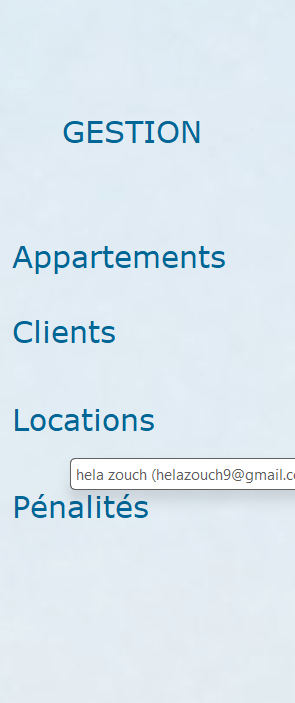 GESTION
Appartements
Clients
Locations
hela zouch (helazouch9@gmail.c
Pénalités